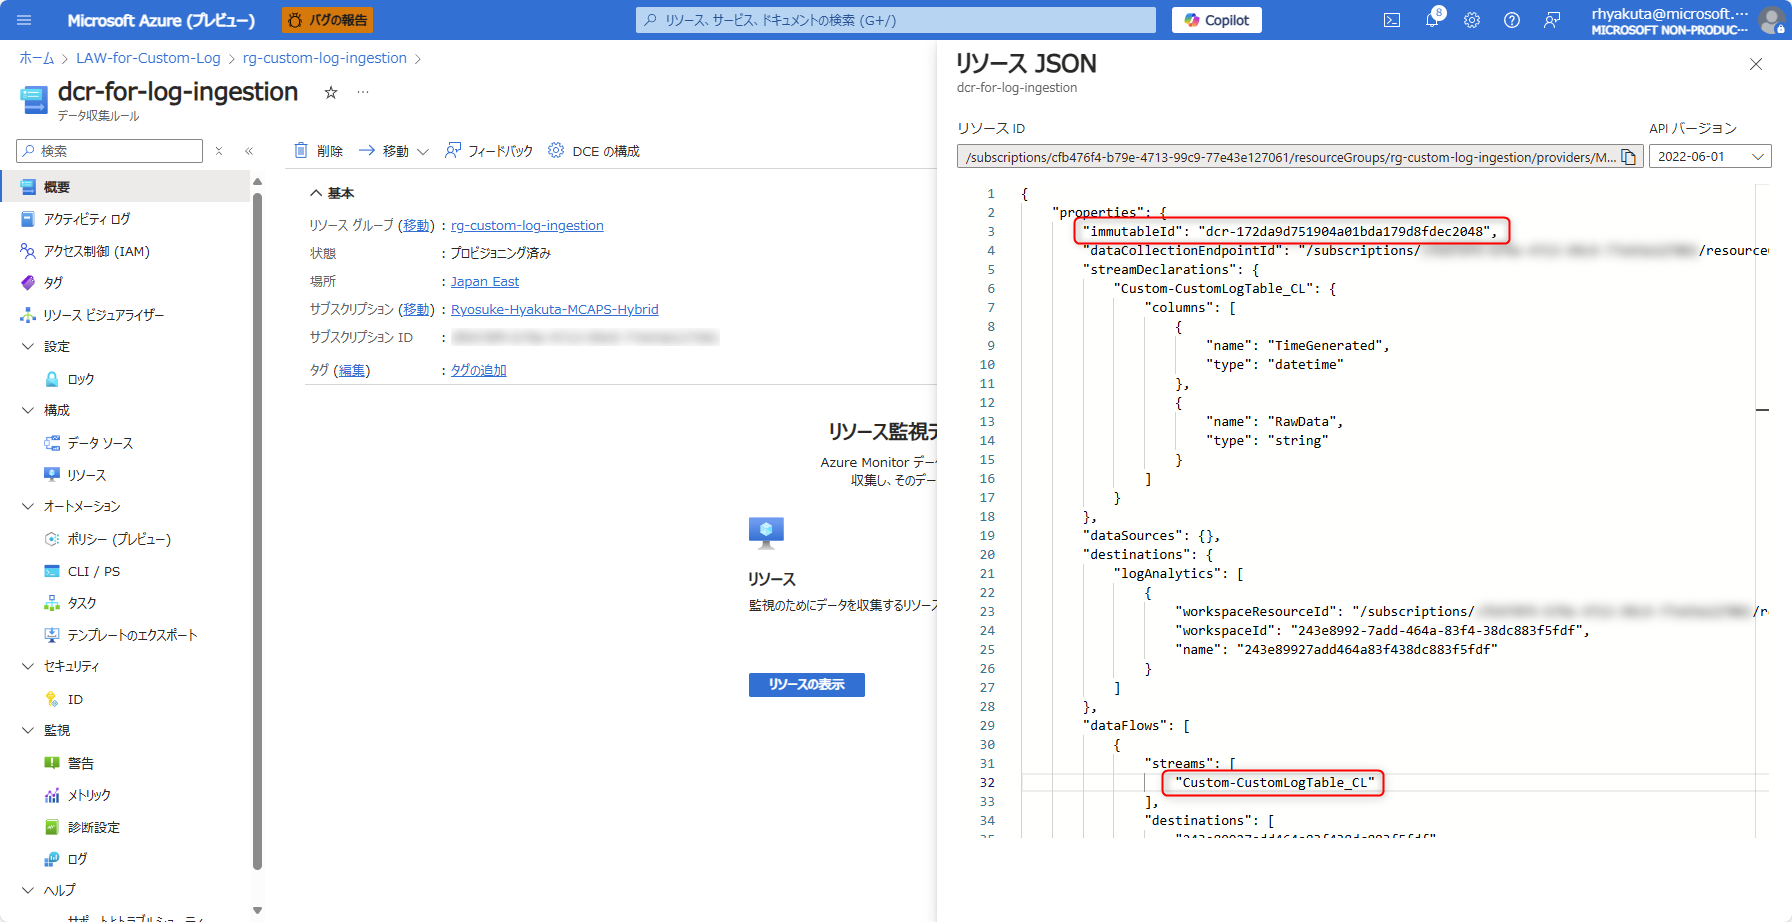 Microsoft Azure (プレビュー)
バグの報告
リソース、サービス、ドキュメントの検索 (G+/)
Copilot
8
rhyakuta@microsoft.…
MICROSOFT NON-PRODUC…
ホーム > LAW-for-Custom-Log > rg-custom-log-ingestion >
dcr-for-log-ingestion
データ収集ルール
検索
概要
アクティビティ ログ
アクセス制御 (IAM)
タグ
リソース ビジュアライザー
設定
ロック
構成
データ ソース
リソース
オートメーション
ポリシー (プレビュー)
CLI / PS
タスク
テンプレートのエクスポート
セキュリティ
ID
監視
警告
メトリック
診断設定
ログ
ヘルプ
サポートとトラブルシューティ
削除
移動
フィードバック
DCE の構成
基本
リソース グループ (移動) : rg-custom-log-ingestion
状態 : プロビジョニング済み
場所 : Japan East
サブスクリプション (移動) : Ryosuke-Hyakuta-MCAPS-Hybrid
サブスクリプション ID :
タグ (編集) : タグの追加
リソース監視デ
Azure Monitor デー
収集し、そのデー
リソース
監視のためにデータを収集するリソース
リソースの表示
リソース JSON
dcr-for-log-ingestion
リソース ID
/subscriptions/cfb476f4-b79e-4713-99c9-77e43e127061/resourceGroups/rg-custom-log-ingestion/providers/M...
API バージョン
2022-06-01
1 {
2 "properties": {
3 "immutableId": "dcr-172da9d751904a01bda179d8fdec2048",
4 "dataCollectionEndpointId": "/subscriptions/ /resource
5 "streamDeclarations": {
6 "Custom-CustomLogTable_CL": {
7 "columns": [
8 {
9 "name": "TimeGenerated",
10 "type": "datetime"
11 },
12 {
13 "name": "RawData",
14 "type": "string"
15 }
16 ]
17 }
18 },
19 "dataSources": {},
20 "destinations": {
21 "logAnalytics": [
22 {
23 "workspaceResourceId": "/subscriptions/ /re
24 "workspaceId": "243e8992-7add-464a-83f4-38dc883f5fdf",
25 "name": "243e89927add464a83f438dc883f5fdf"
26 }
27 ]
28 },
29 "dataFlows": [
30 {
31 "streams": [
32 "Custom-CustomLogTable_CL"
33 ],
34 "destinations": [
35 "243e89927add464a83f438dc883f5fdf"